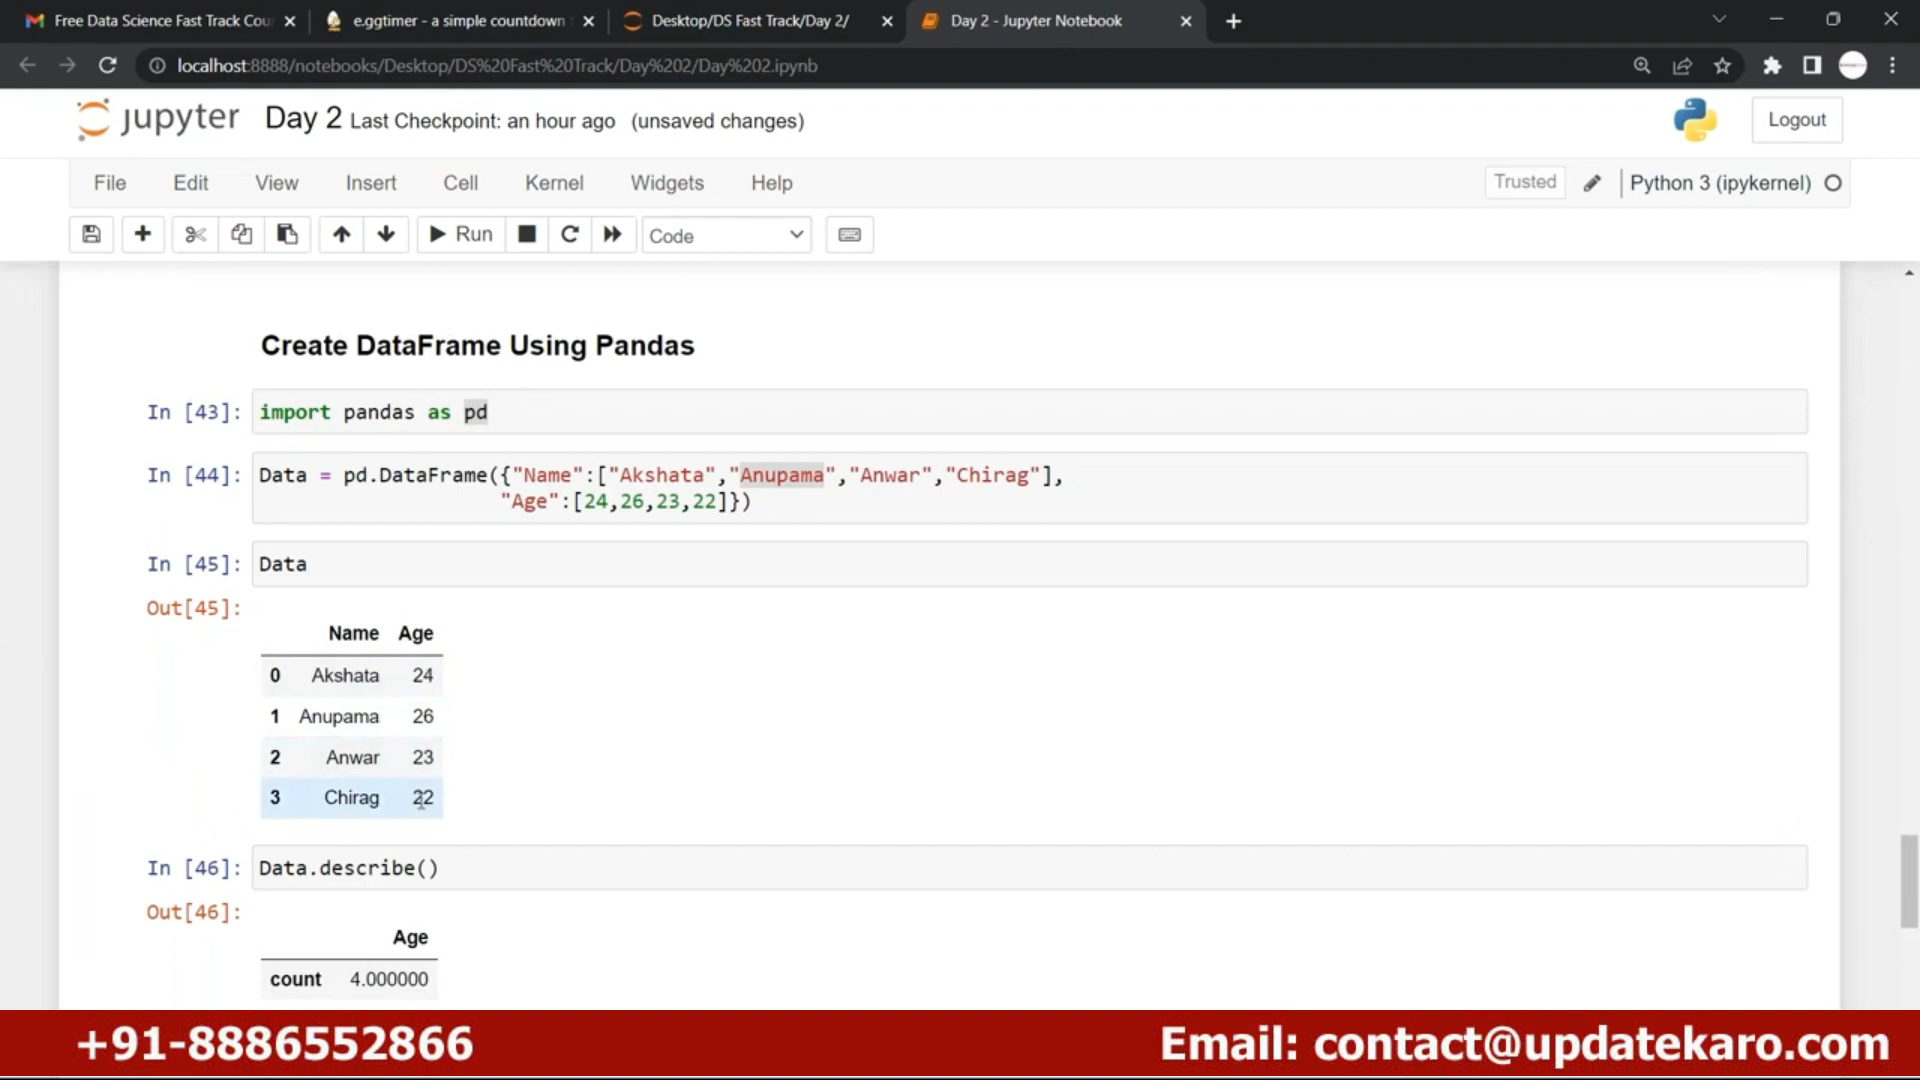 Free Data Science Fast Track Cou
e.ggtimer - a simple countdown
Desktop/DS Fast Track/Day 2/
Day 2 - Jupyter Notebook
localhost:8888/notebooks/Desktop/DS%20Fast%20Track/Day%202/Day%202.ipynb
jupyter Day 2 Last Checkpoint: an hour ago (unsaved changes)
Logout
File Edit View Insert Cell Kernel Widgets Help
Trusted
Python 3 (ipykernel)
Run
Code
Create DataFrame Using Pandas
In [43]: import pandas as pd
In [44]: Data = pd.DataFrame({"Name":["Akshata","Anupama","Anwar","Chirag"],
"Age":[24,26,23,22]})
In [45]: Data
Out[45]:
Name Age
0 Akshata 24
1 Anupama 26
2 Anwar 23
3 Chirag 22
In [46]: Data.describe()
Out[46]:
Age
count 4.000000
+91-8886552866
Email: contact@updatekaro.com